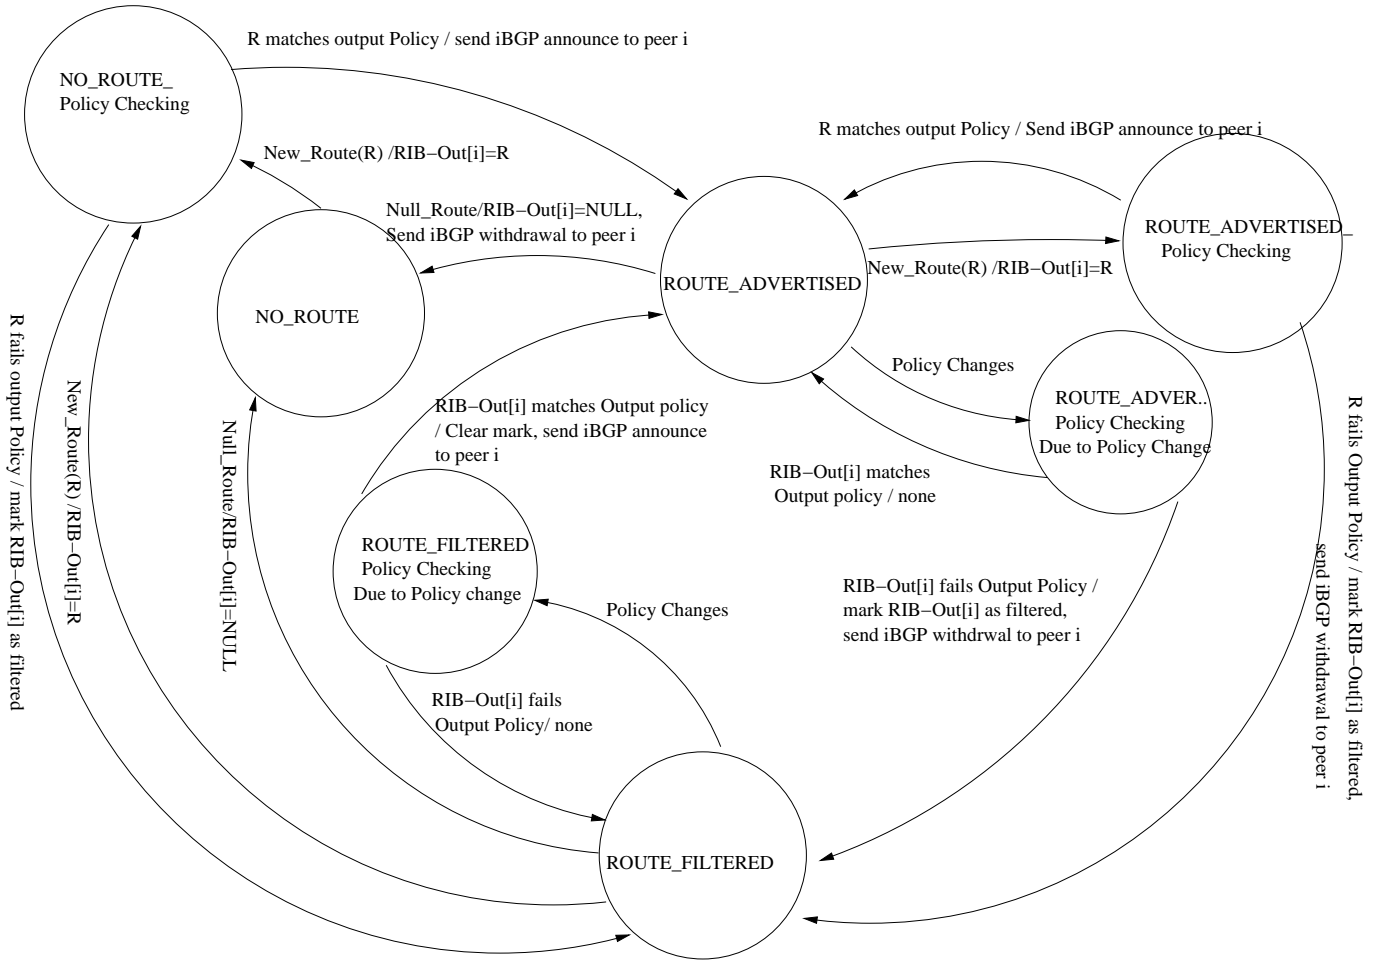 R matches output Policy / send iBGP announce to peer i
NO_ROUTE_
Policy Checking
R matches output Policy / Send iBGP announce to peer i
New_Route(R) /RIB−Out[i]=R
Null_Route/RIB−Out[i]=NULL,
Send iBGP withdrawal to peer i
ROUTE_ADVERTISED_
Policy Checking
New_Route(R) /RIB−Out[i]=R
ROUTE_ADVERTISED
NO_ROUTE
Policy Changes
ROUTE_ADVER..
Policy Checking
Due to Policy Change
RIB−Out[i] matches Output policy
/ Clear mark, send iBGP announce
to peer i
RIB−Out[i] matches
Output policy / none
R fails output Policy / mark RIB−Out[i] as filtered
New_Route(R) /RIB−Out[i]=R
Null_Route/RIB−Out[i]=NULL
ROUTE_FILTERED
Policy Checking
Due to Policy change
Policy Changes
RIB−Out[i] fails Output Policy /
mark RIB−Out[i] as filtered,
send iBGP withdrwal to peer i
R fails Output Policy / mark RIB−Out[i] as filtered,
send iBGP withdrawal to peer i
RIB−Out[i] fails
Output Policy/ none
ROUTE_FILTERED